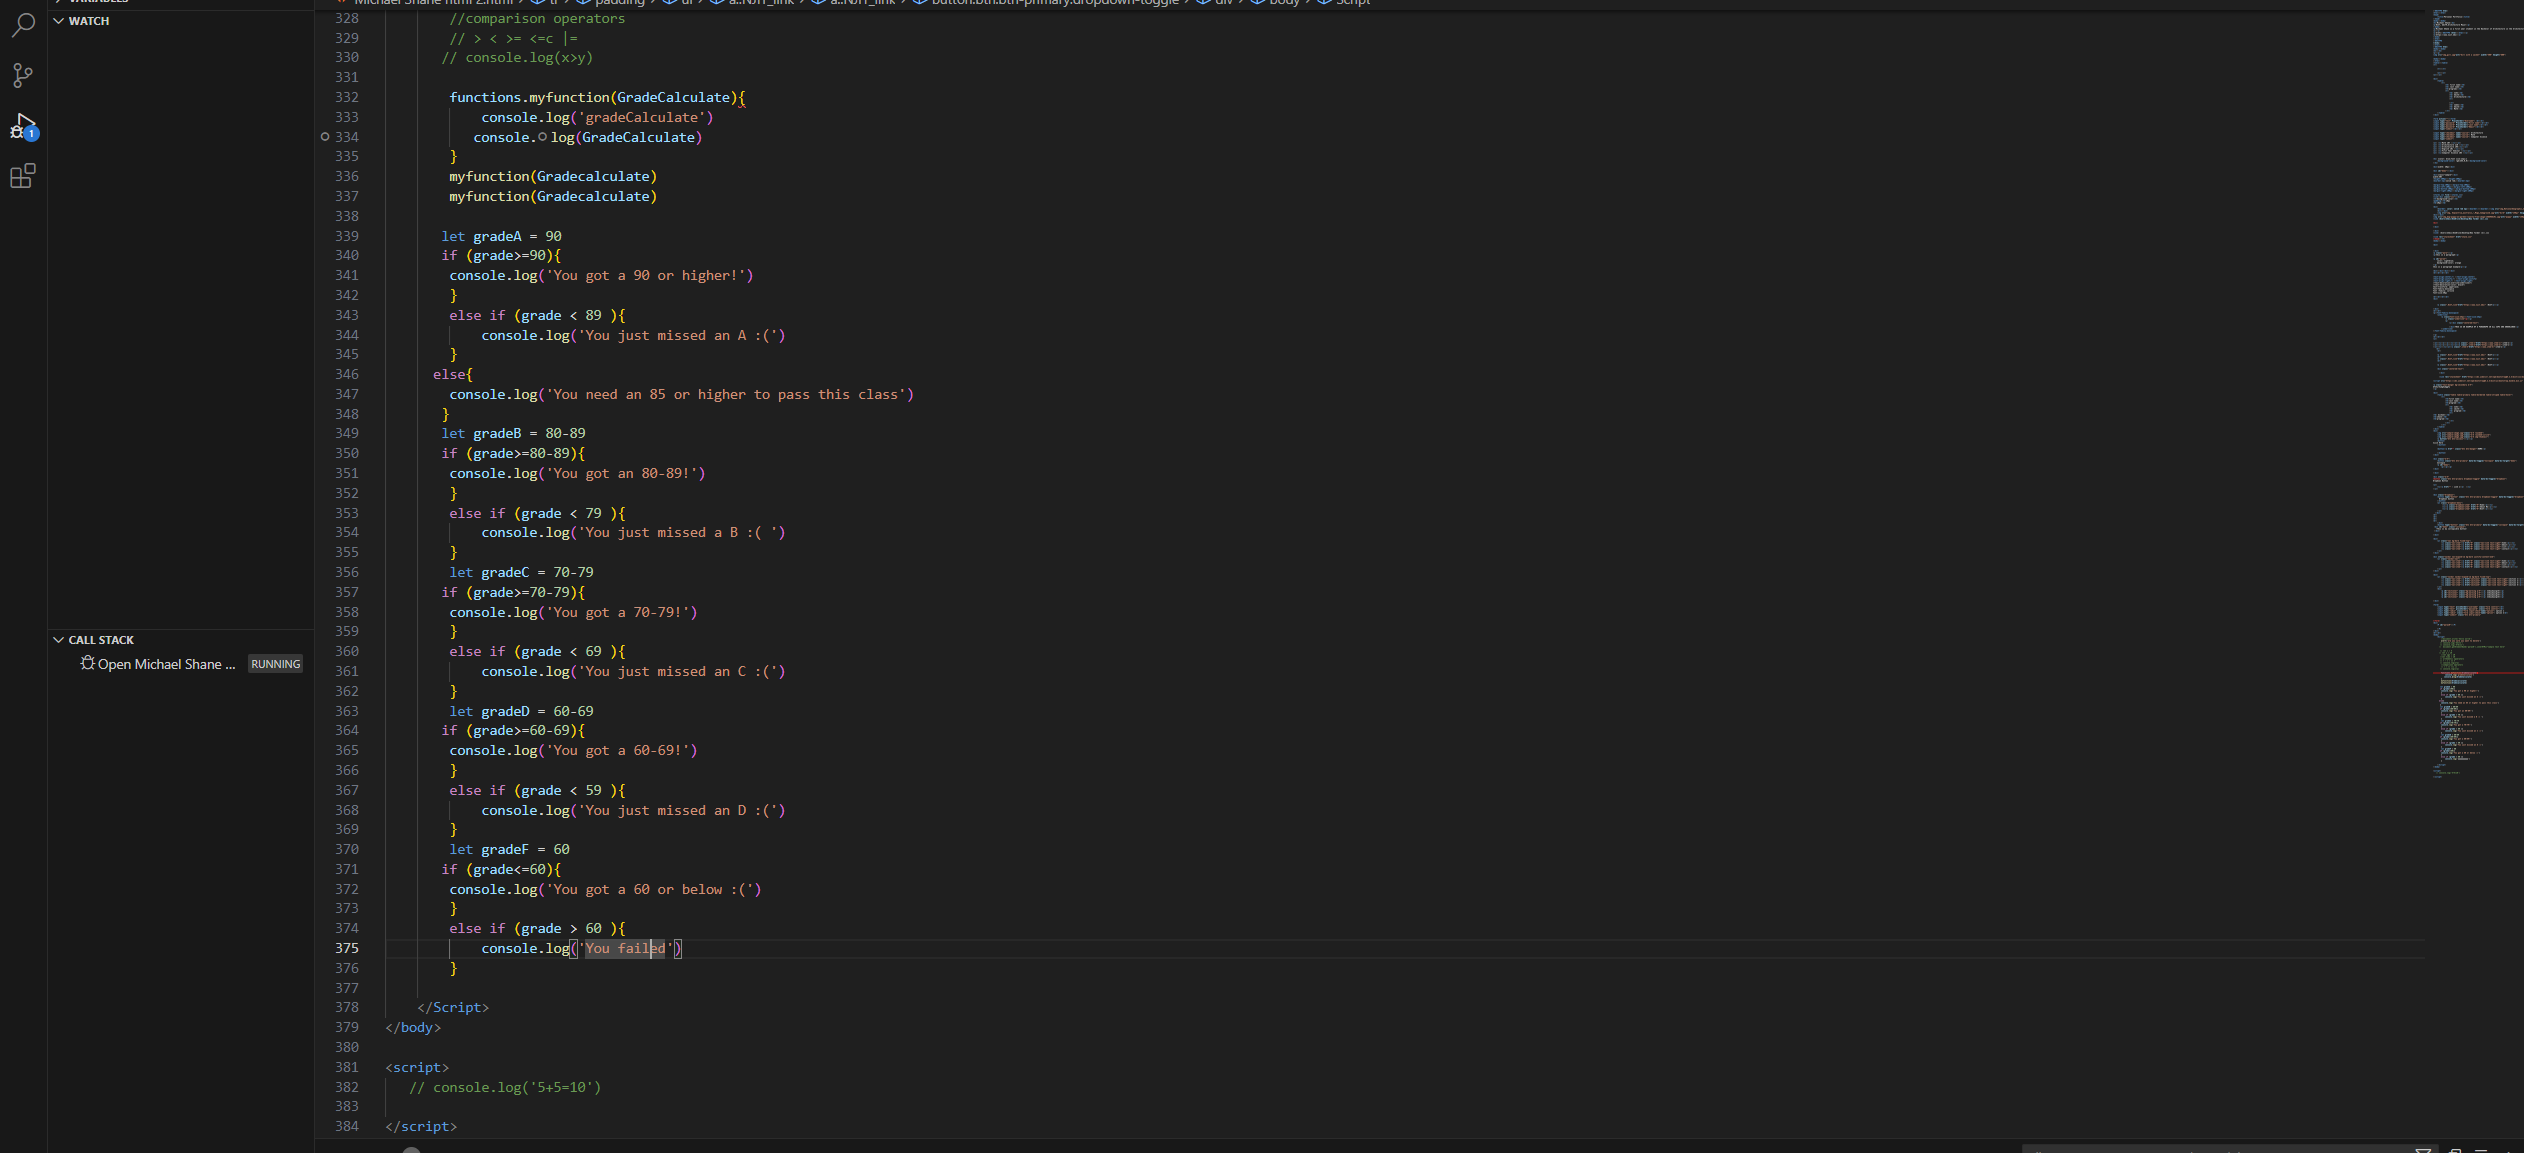 Michael Shane html 2.html > tr > padding > ul > a..NJIT_link > a..NJIT_link > button.btn.btn-primary.dropdown-toggle > div > body > Script
VARIABLES
WATCH
1
CALL STACK
Open Michael Shane ... RUNNING
328 //comparison operators
329 // > < >= <=c |=
330 // console.log(x>y)
331
332 functions.myfunction(GradeCalculate){
333 console.log('gradeCalculate')
334 console.log(GradeCalculate)
335 }
336 myfunction(Gradecalculate)
337 myfunction(Gradecalculate)
338
339 let gradeA = 90
340 if (grade>=90){
341 console.log('You got a 90 or higher!')
342 }
343 else if (grade < 89 ){
344 console.log('You just missed an A :(')
345 }
346 else{
347 console.log('You need an 85 or higher to pass this class')
348 }
349 let gradeB = 80-89
350 if (grade>=80-89){
351 console.log('You got an 80-89!')
352 }
353 else if (grade < 79 ){
354 console.log('You just missed a B :( ')
355 }
356 let gradeC = 70-79
357 if (grade>=70-79){
358 console.log('You got a 70-79!')
359 }
360 else if (grade < 69 ){
361 console.log('You just missed an C :(')
362 }
363 let gradeD = 60-69
364 if (grade>=60-69){
365 console.log('You got a 60-69!')
366 }
367 else if (grade < 59 ){
368 console.log('You just missed an D :(')
369 }
370 let gradeF = 60
371 if (grade<=60){
372 console.log('You got a 60 or below :(')
373 }
374 else if (grade > 60 ){
375 console.log('You failed')
376 }
377
378 </Script>
379 </body>
380
381 <script>
382 // console.log('5+5=10')
383
384 </script>